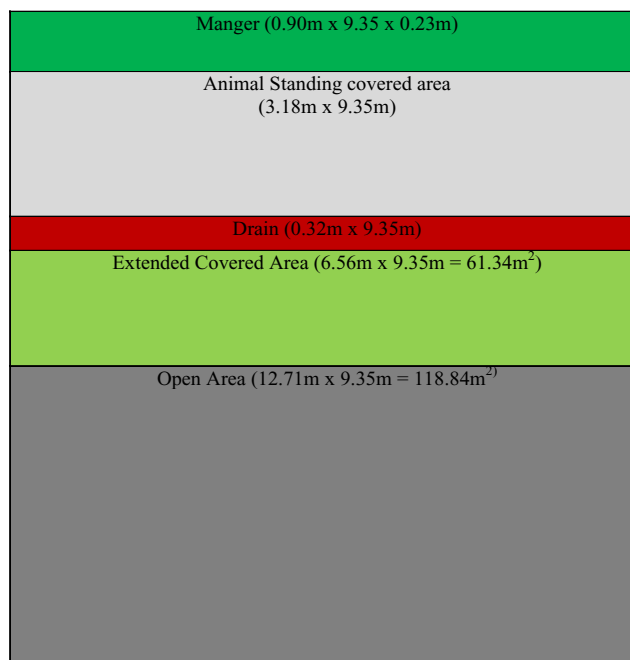 Manger (0.90m x 9.35 x 0.23m)
Animal Standing covered area
(3.18m x 9.35m)
Drain (0.32m x 9.35m)
Extended Covered Area (6.56m x 9.35m = 61.34m²)
Open Area (12.71m x 9.35m = 118.84m²⁾